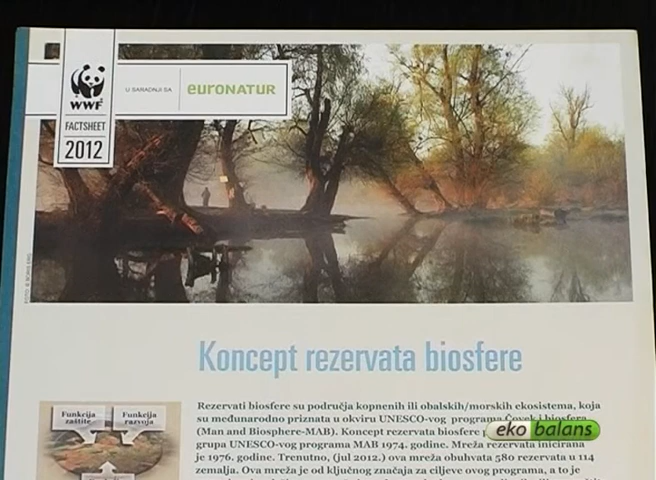 WWF
FACTSHEET
2012
U SARADNJI SA
euronatur
Koncept rezervata biosfere
Funkcija
zaštite
Funkcija
razvoja
Rezervati biosfere su područja kopnenih ili obalskih/morskih ekosistema, koja
su međunarodno priznata u okviru UNESCO-vog programa Čovek i biosfera
(Man and Biosphere-MAB). Koncept rezervata biosfere
grupa UNESCO-vog programa MAB 1974. godine. Mreža rezervata inicirana
je 1976. godine. Trenutno, (jul 2012.) ova mreža obuhvata 580 rezervata u 114
zemalja. Ova mreža je od ključnog značaja za ciljeve ovog programa, a to je
eko balans